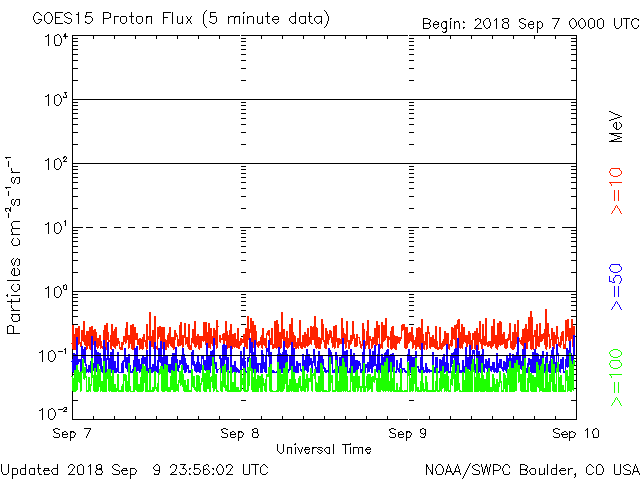 GOES15 Proton Flux (5 minute data)
Begin: 2018 Sep 7 0000 UTC
Particles cm⁻²s⁻¹sr⁻¹
10⁴
10³
10²
10¹
10⁰
10⁻¹
10⁻²
MeV
>=10
>=50
>=100
Sep 7 Sep 8 Sep 9 Sep 10
Universal Time
Updated 2018 Sep 9 23:56:02 UTC
NOAA/SWPC Boulder, CO USA